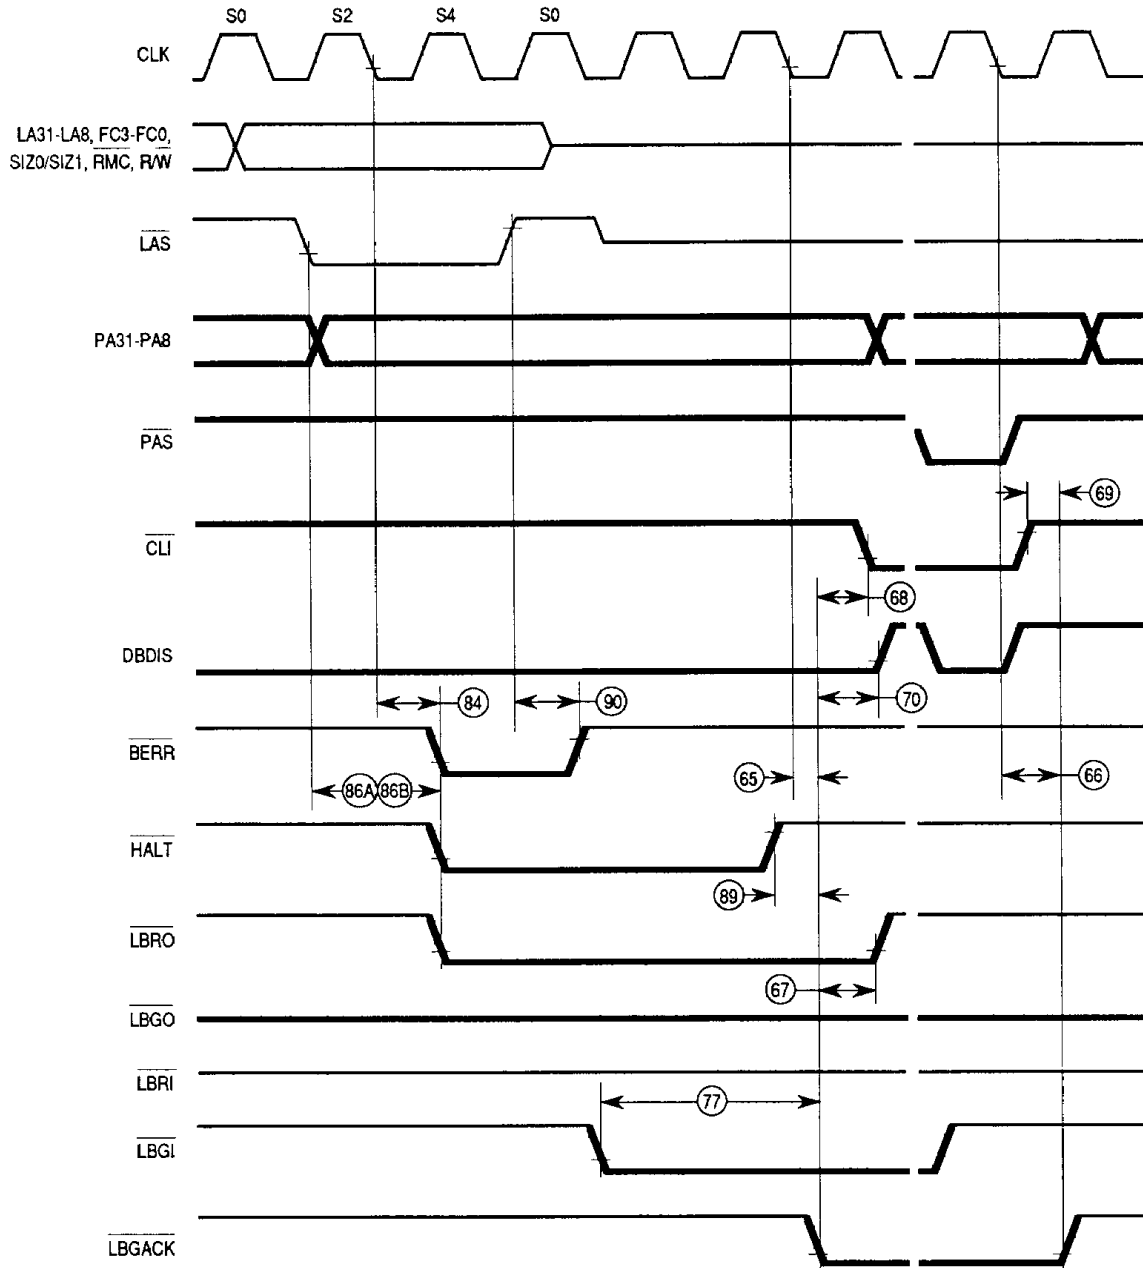 S0 S2 S4 S0
CLK
LA31-LA8, FC3-FC0,
SIZ0/SIZ1, RMC, R/W
LAS
PA31-PA8
PAS
69
CLI
68
DBDIS
84 90 70
BERR
65 66
86A 86B
HALT
89
LBRO
67
LBGO
LBRI
77
LBGI
LBGACK